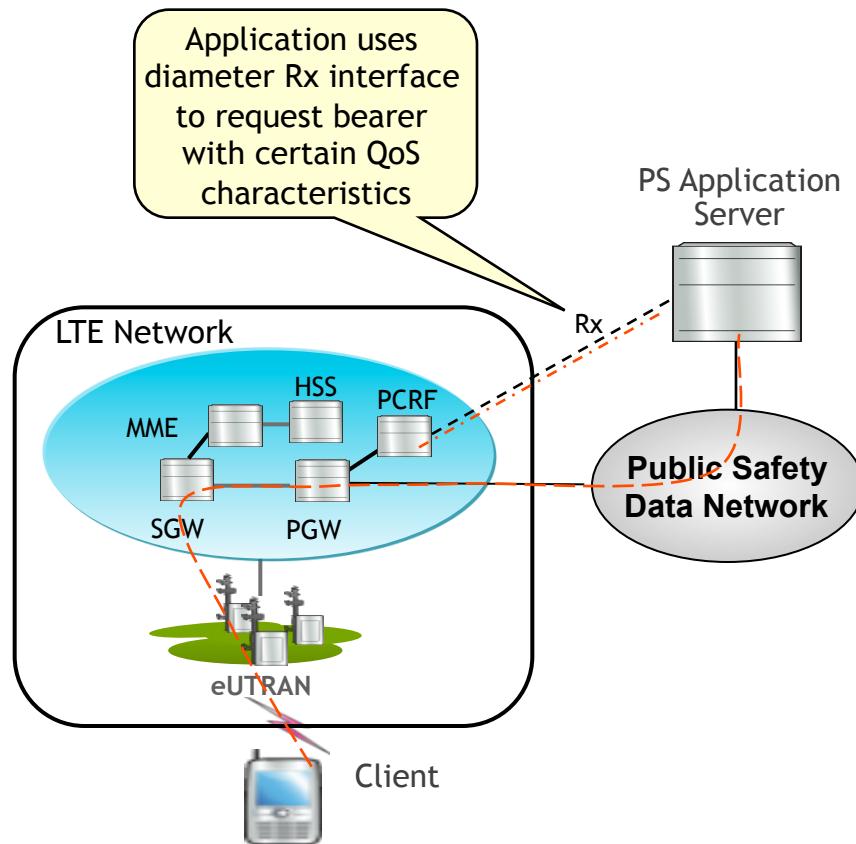 Application uses
diameter Rx interface
to request bearer
with certain QoS
characteristics
PS Application
Server
Rx
LTE Network
HSS
PCRF
MME
SGW
PGW
Public Safety
Data Network
eUTRAN
Client